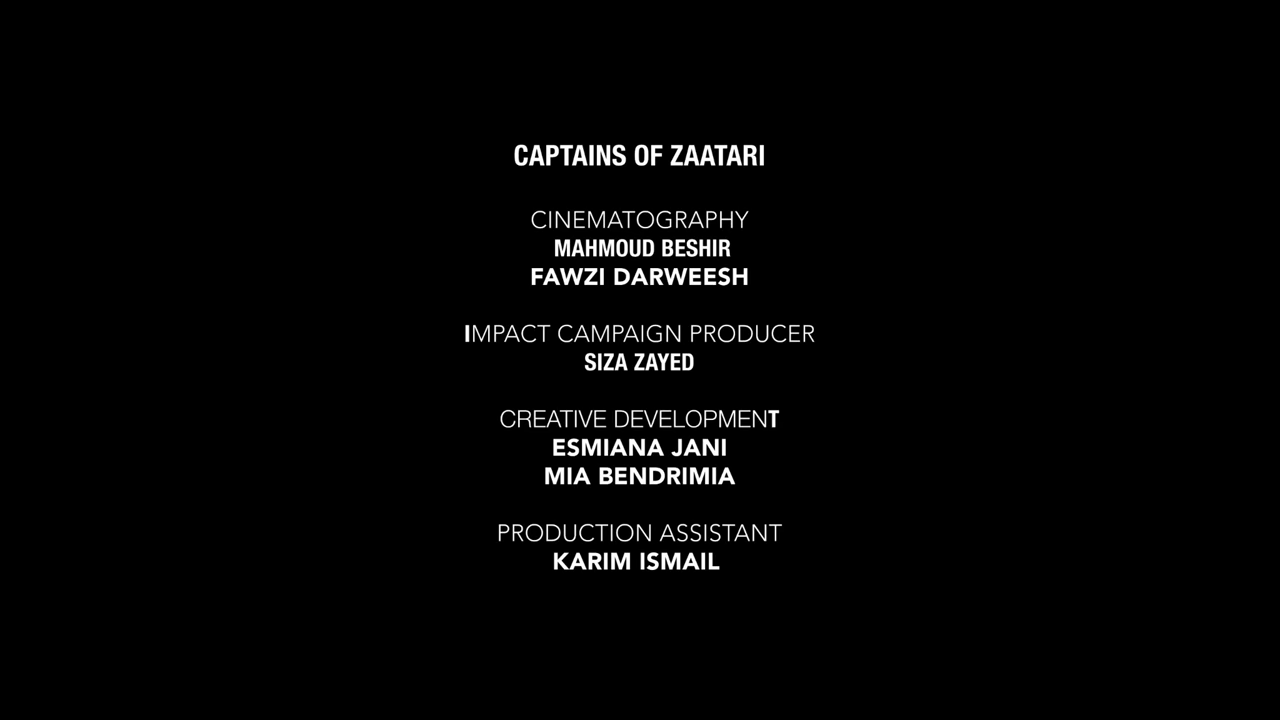 CAPTAINS OF ZAATARI
CINEMATOGRAPHY
MAHMOUD BESHIR
FAWZI DARWEESH
IMPACT CAMPAIGN PRODUCER
SIZA ZAYED
CREATIVE DEVELOPMENT
ESMIANA JANI
MIA BENDRIMIA
PRODUCTION ASSISTANT
KARIM ISMAIL